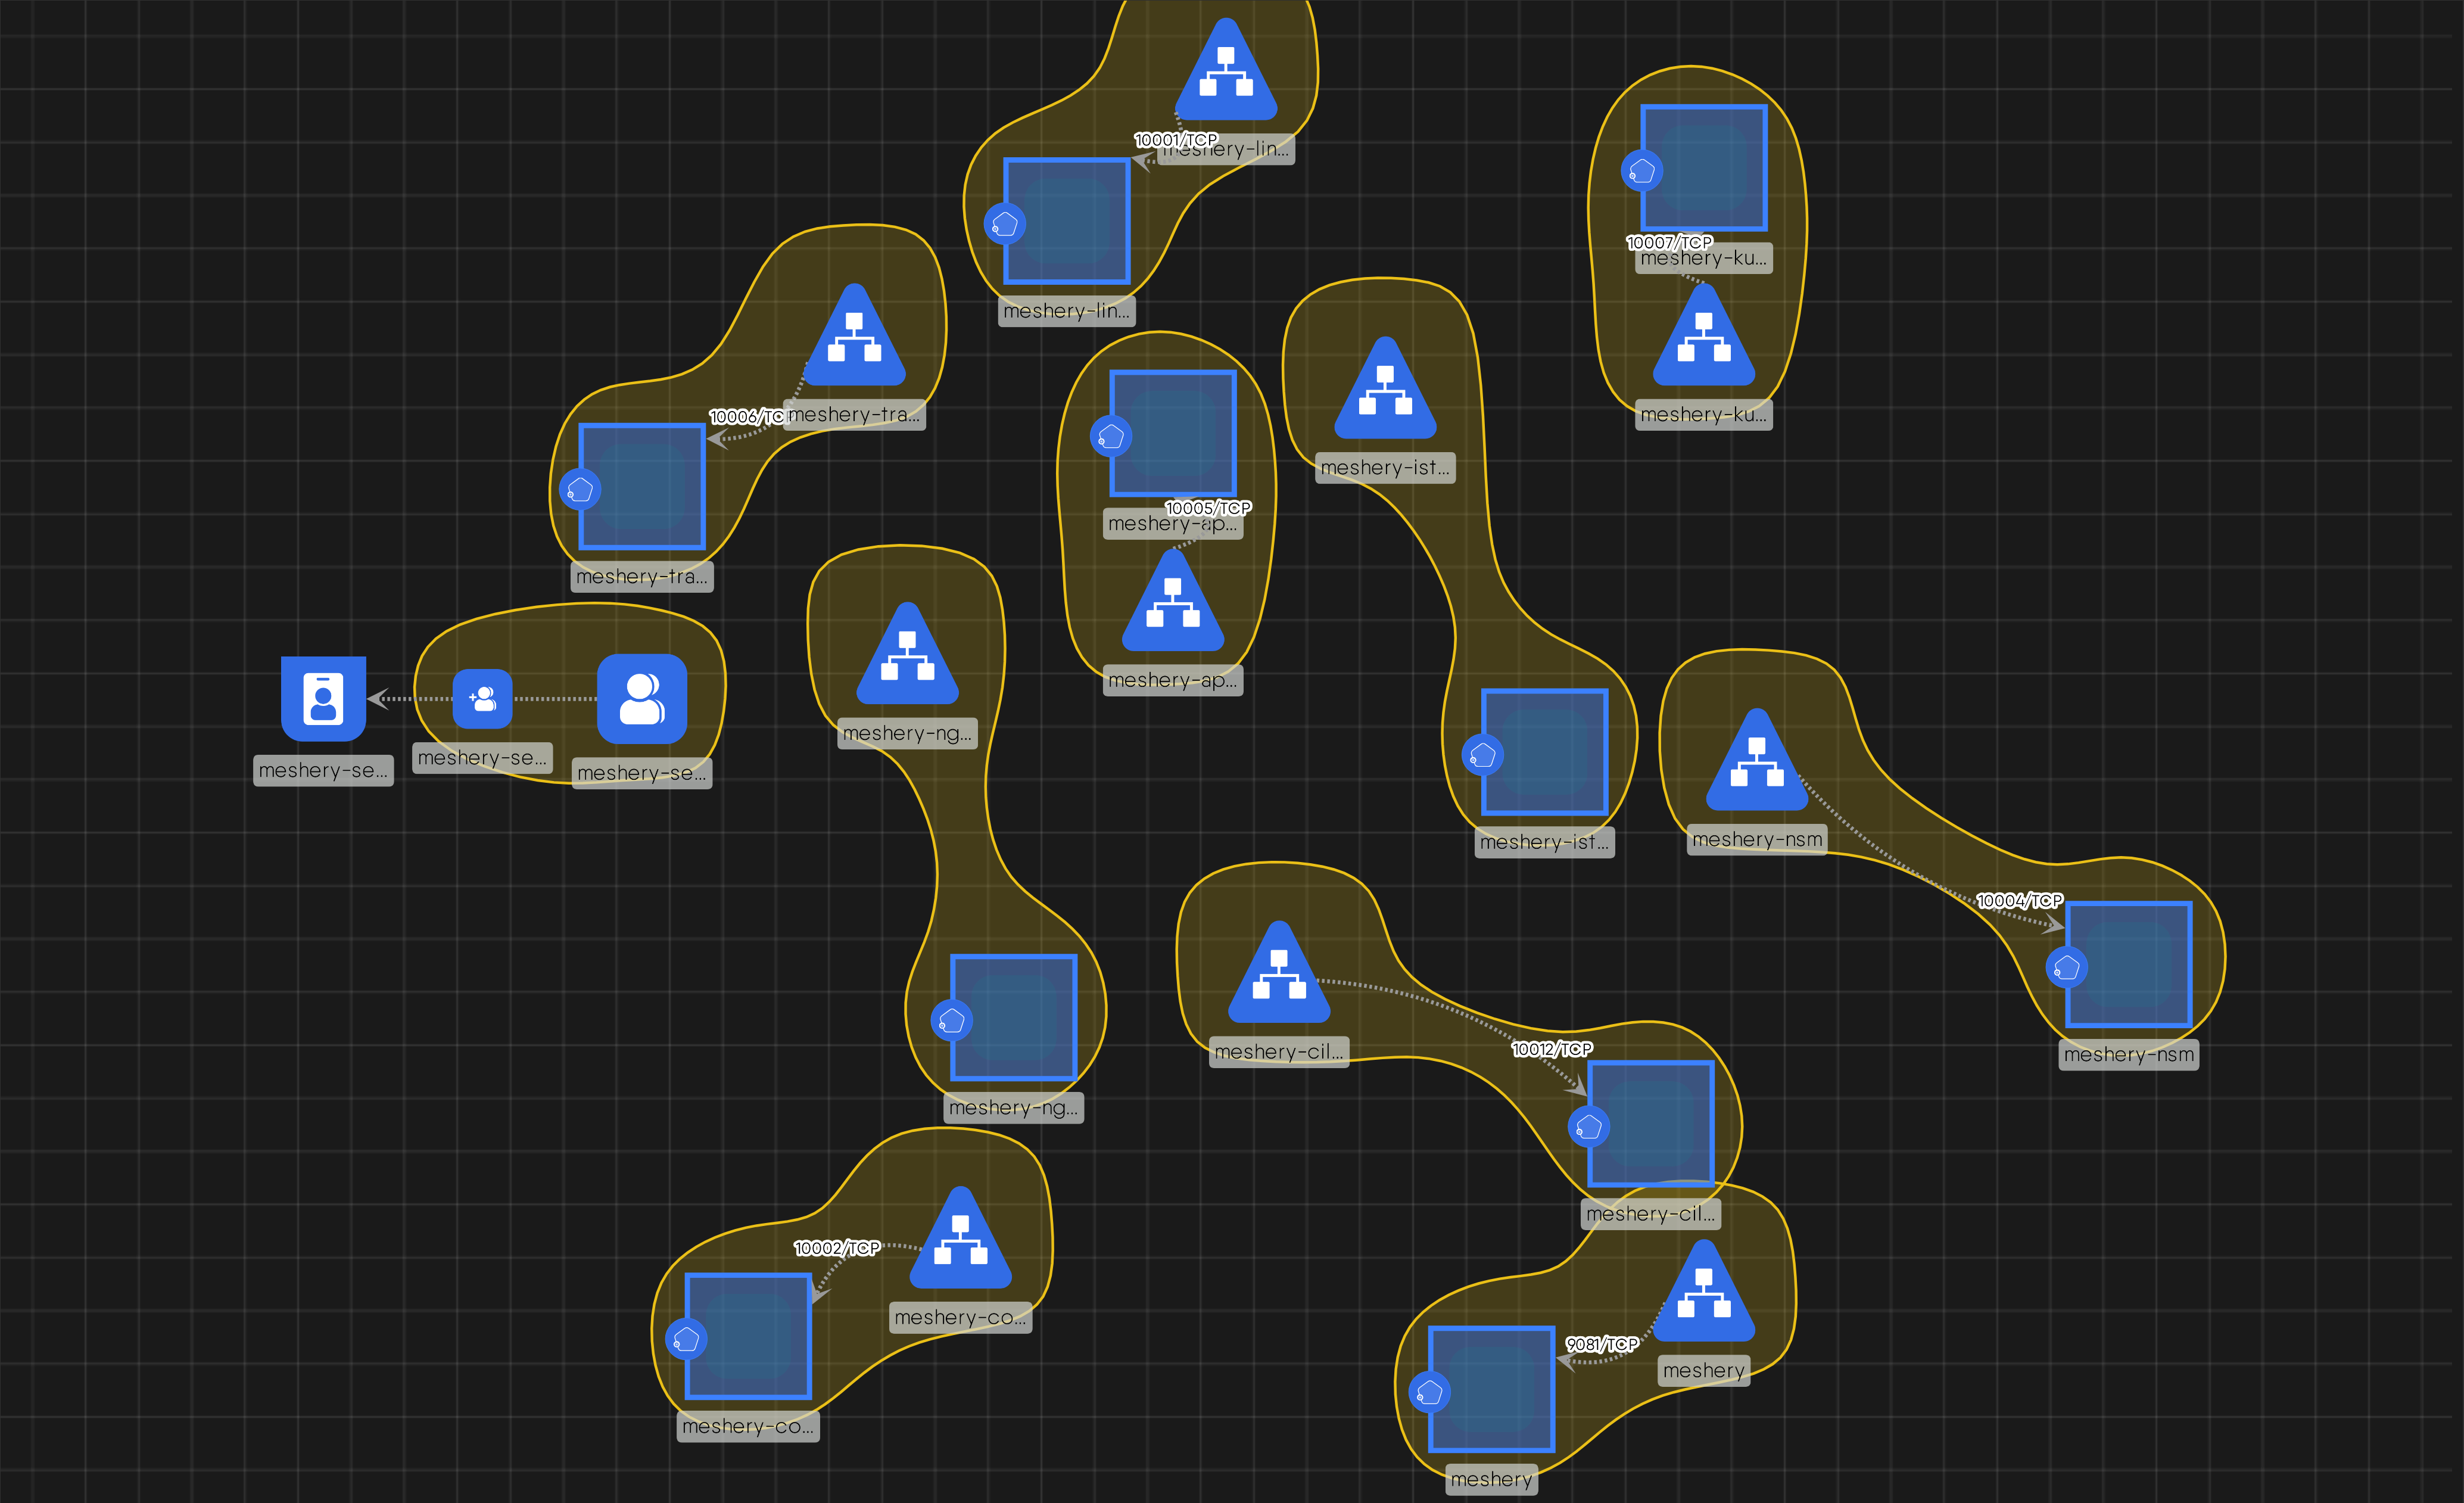 10001/TCP
meshery-lin...
meshery-lin...
10007/TCP
meshery-ku...
meshery-ku...
10006/TCP
meshery-tra...
meshery-tra...
meshery-ist...
meshery-ist...
10005/TCP
meshery-ap...
meshery-ap...
meshery-se...
meshery-se...
meshery-se...
meshery-ng...
meshery-ng...
meshery-nsm
10004/TCP
meshery-nsm
meshery-cil...
10012/TCP
meshery-cil...
10002/TCP
meshery-co...
meshery-co...
9081/TCP
meshery
meshery